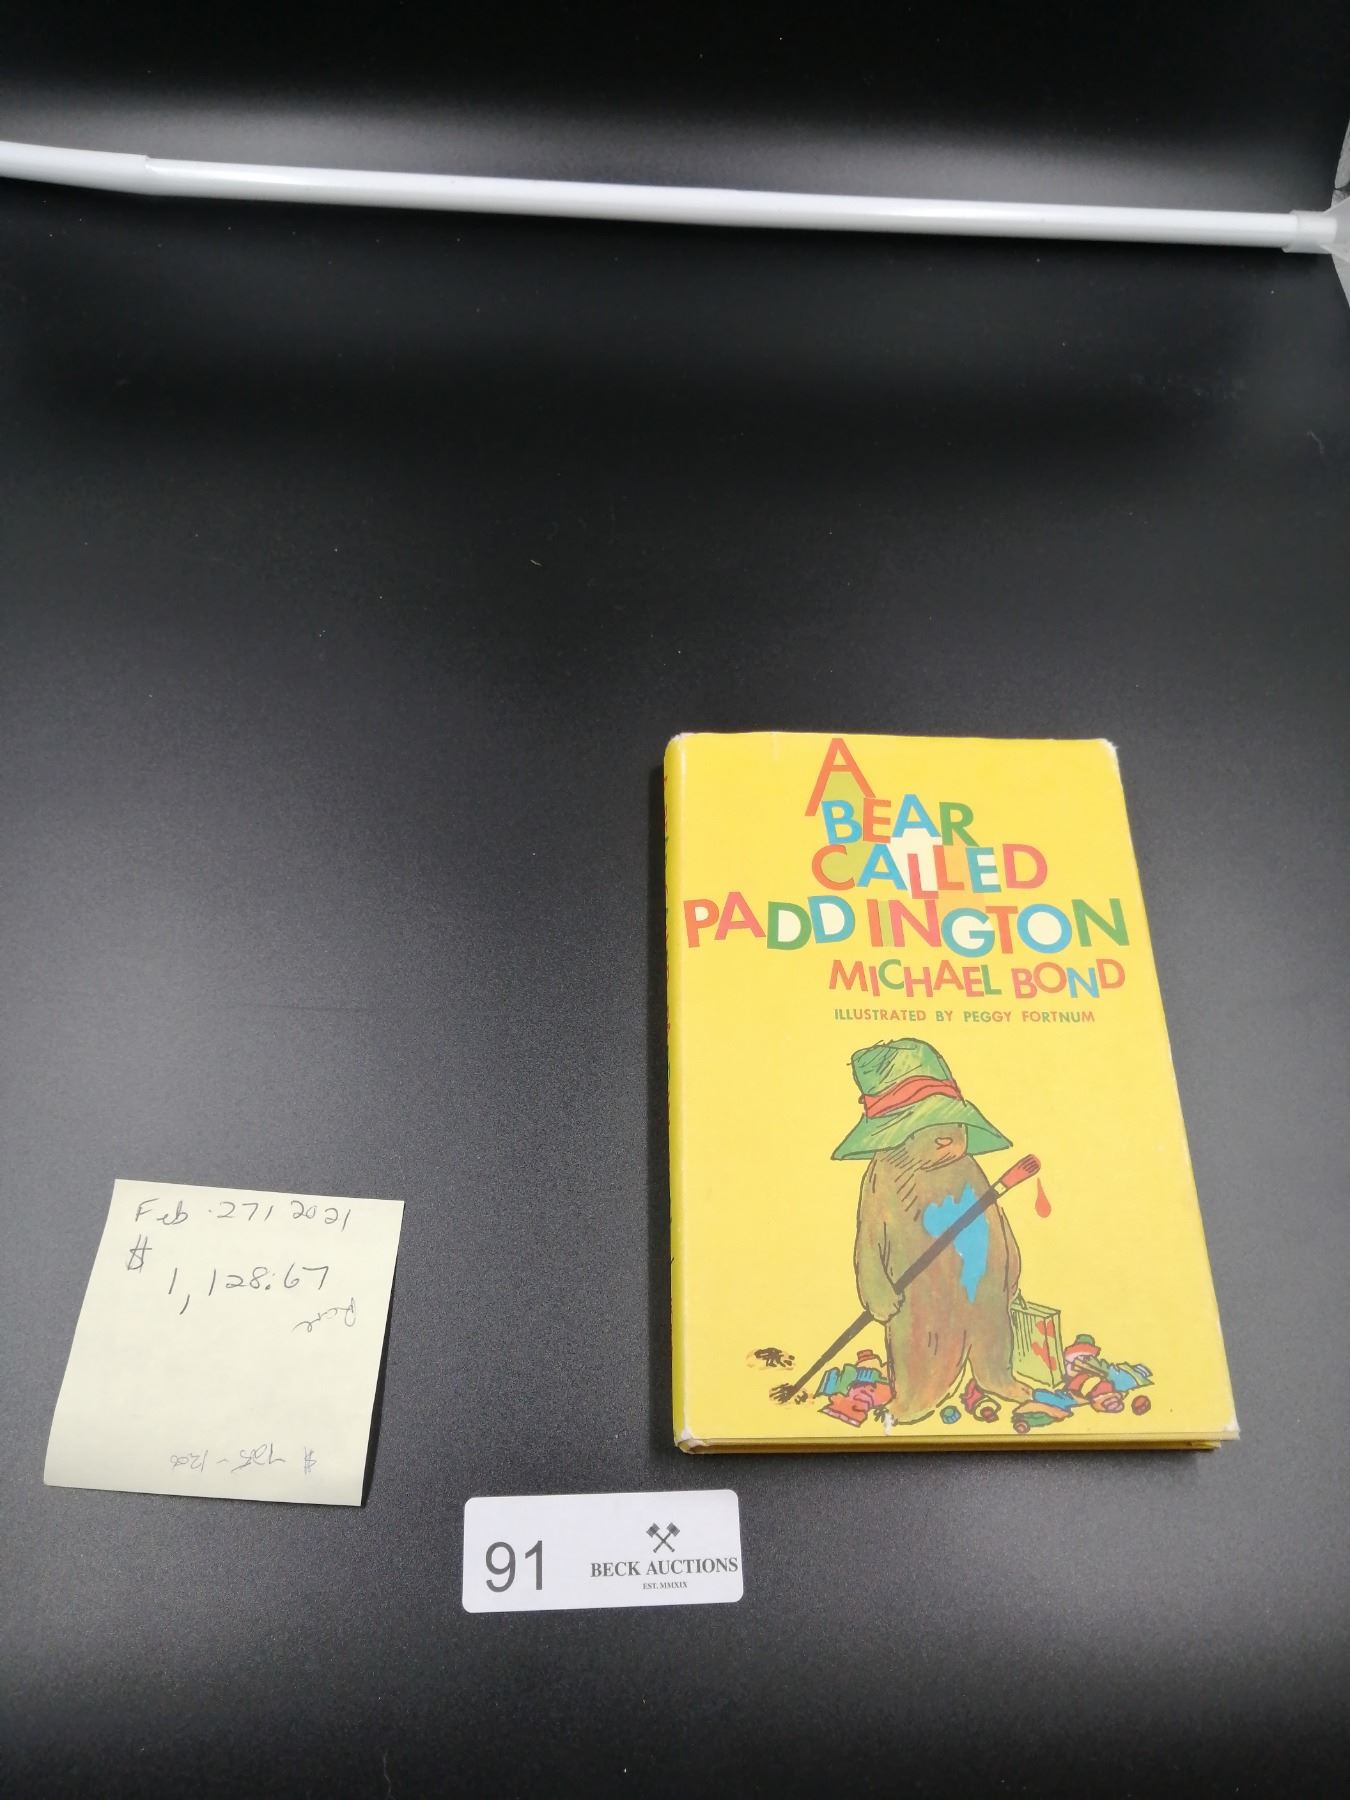 A
BEAR
CALLED
PADDINGTON
MICHAEL BOND
ILLUSTRATED BY PEGGY FORTNUM
Feb. 27, 2021
$
1,128.67
Rare
91
BECK AUCTIONS
EST. MMXIX